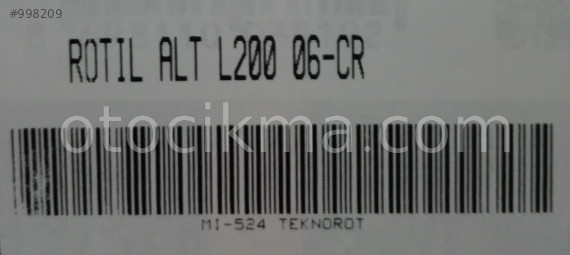 #998209
ROTIL ALT L200 06-CR
otocikma.com
MI-524 TEKNOROT